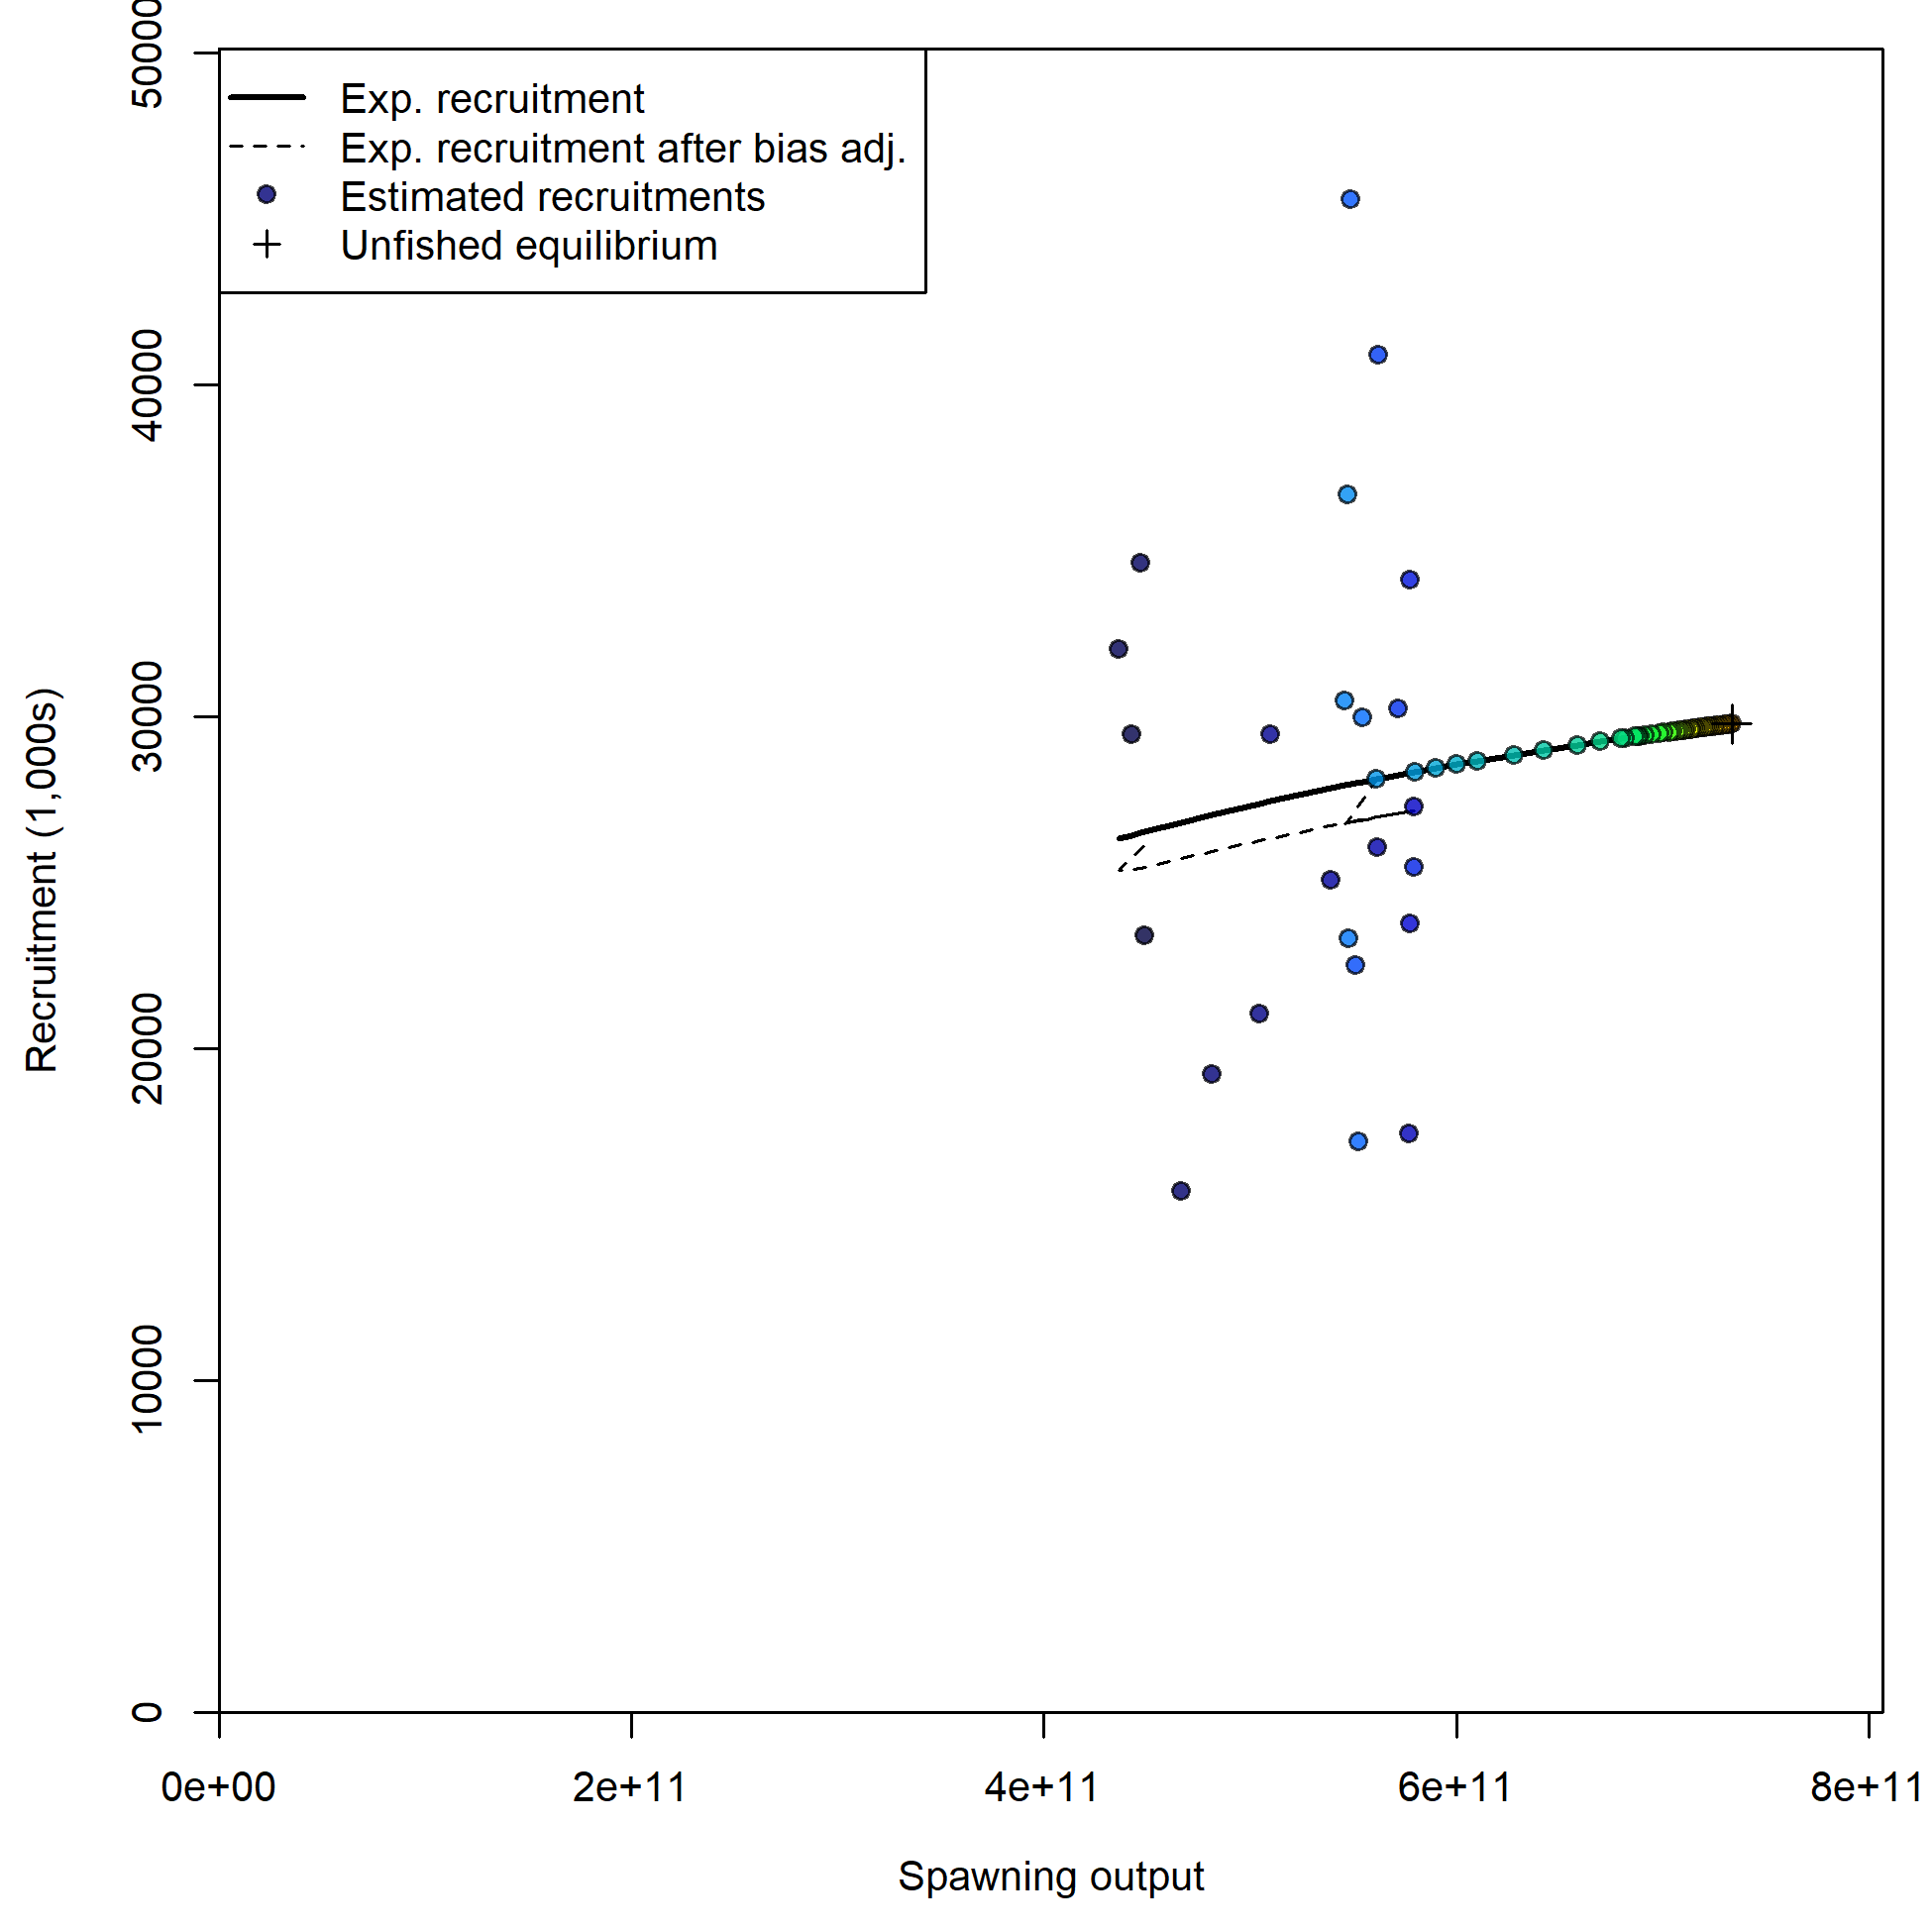 Exp. recruitment
Exp. recruitment after bias adj.
Estimated recruitments
Unfished equilibrium
50000
40000
30000
20000
10000
0
Recruitment (1,000s)
0e+00 2e+11 4e+11 6e+11 8e+11
Spawning output